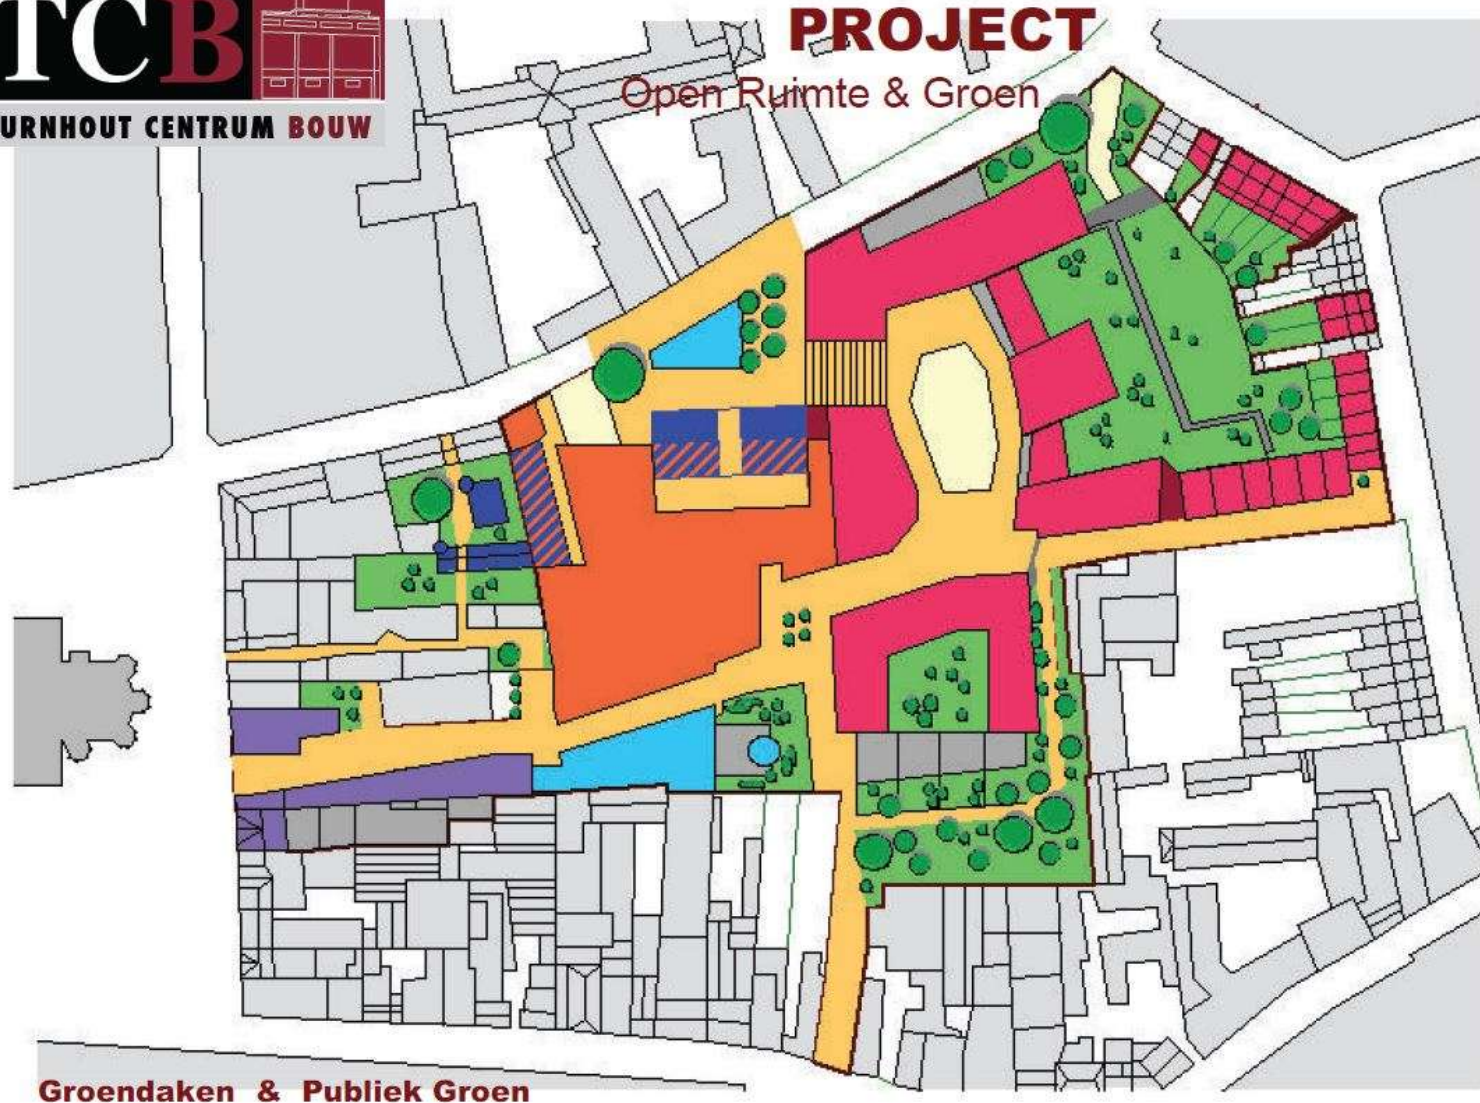 TCB
URNHOUT CENTRUM BOUW
PROJECT
Open Ruimte & Groen
Groendaken & Publiek Groen